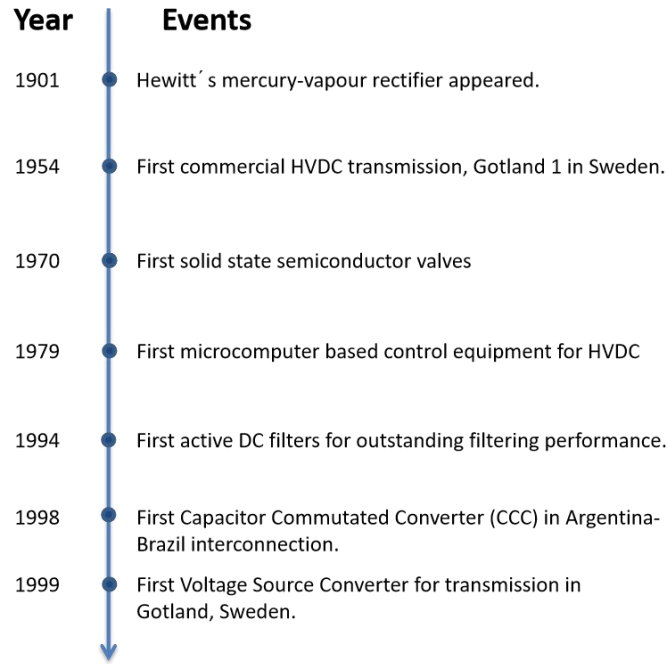 Year Events
1901 Hewitt´s mercury-vapour rectifier appeared.
1954 First commercial HVDC transmission, Gotland 1 in Sweden.
1970 First solid state semiconductor valves
1979 First microcomputer based control equipment for HVDC
1994 First active DC filters for outstanding filtering performance.
1998 First Capacitor Commutated Converter (CCC) in Argentina-
Brazil interconnection.
1999 First Voltage Source Converter for transmission in
Gotland, Sweden.